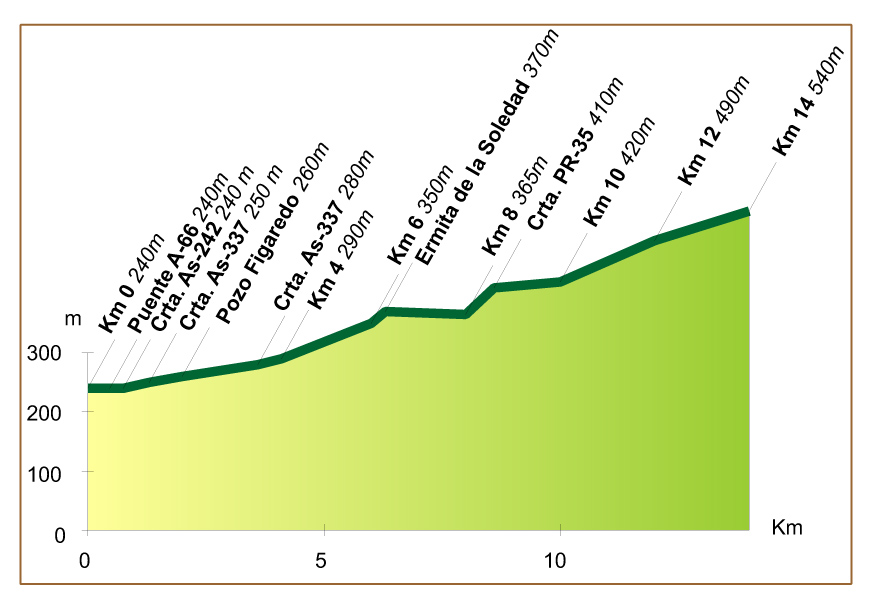 Km 0 240m
Puente A-66 240m
Crta. As-242 240 m
Crta. As-337 250 m
Pozo Figaredo 260m
Crta. As-337 280m
Km 4 290m
Km 6 350m
Ermita de la Soledad 370m
Km 8 365m
Crta. PR-35 410m
Km 10 420m
Km 12 490m
Km 14 540m
m
300
200
100
0
0
5
10
Km